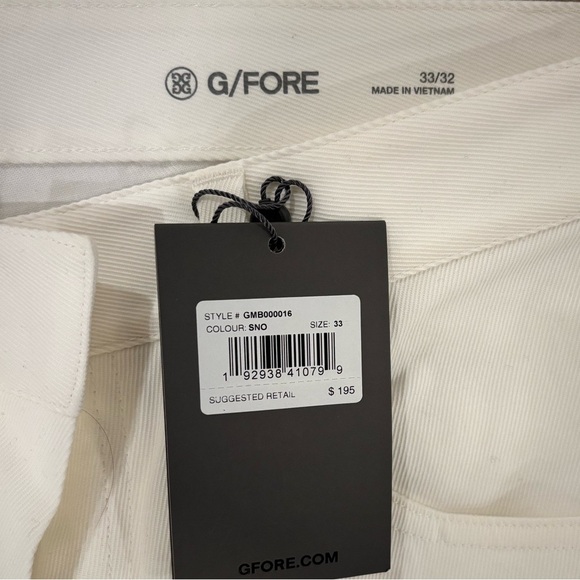 G/FORE
33/32
MADE IN VIETNAM
STYLE # GMB000016
COLOUR: SNO SIZE: 33
1 92938 41079 9
SUGGESTED RETAIL $ 195
GFORE.COM